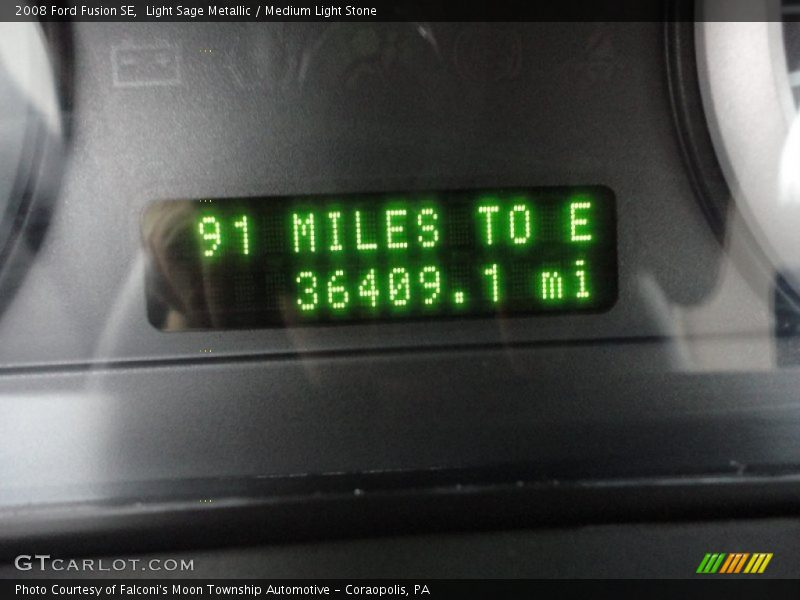 2008 Ford Fusion SE,  Light Sage Metallic / Medium Light Stone
91 MILES TO E
36409.1 mi
GTCARLOT.COM
Photo Courtesy of Falconi's Moon Township Automotive – Coraopolis, PA